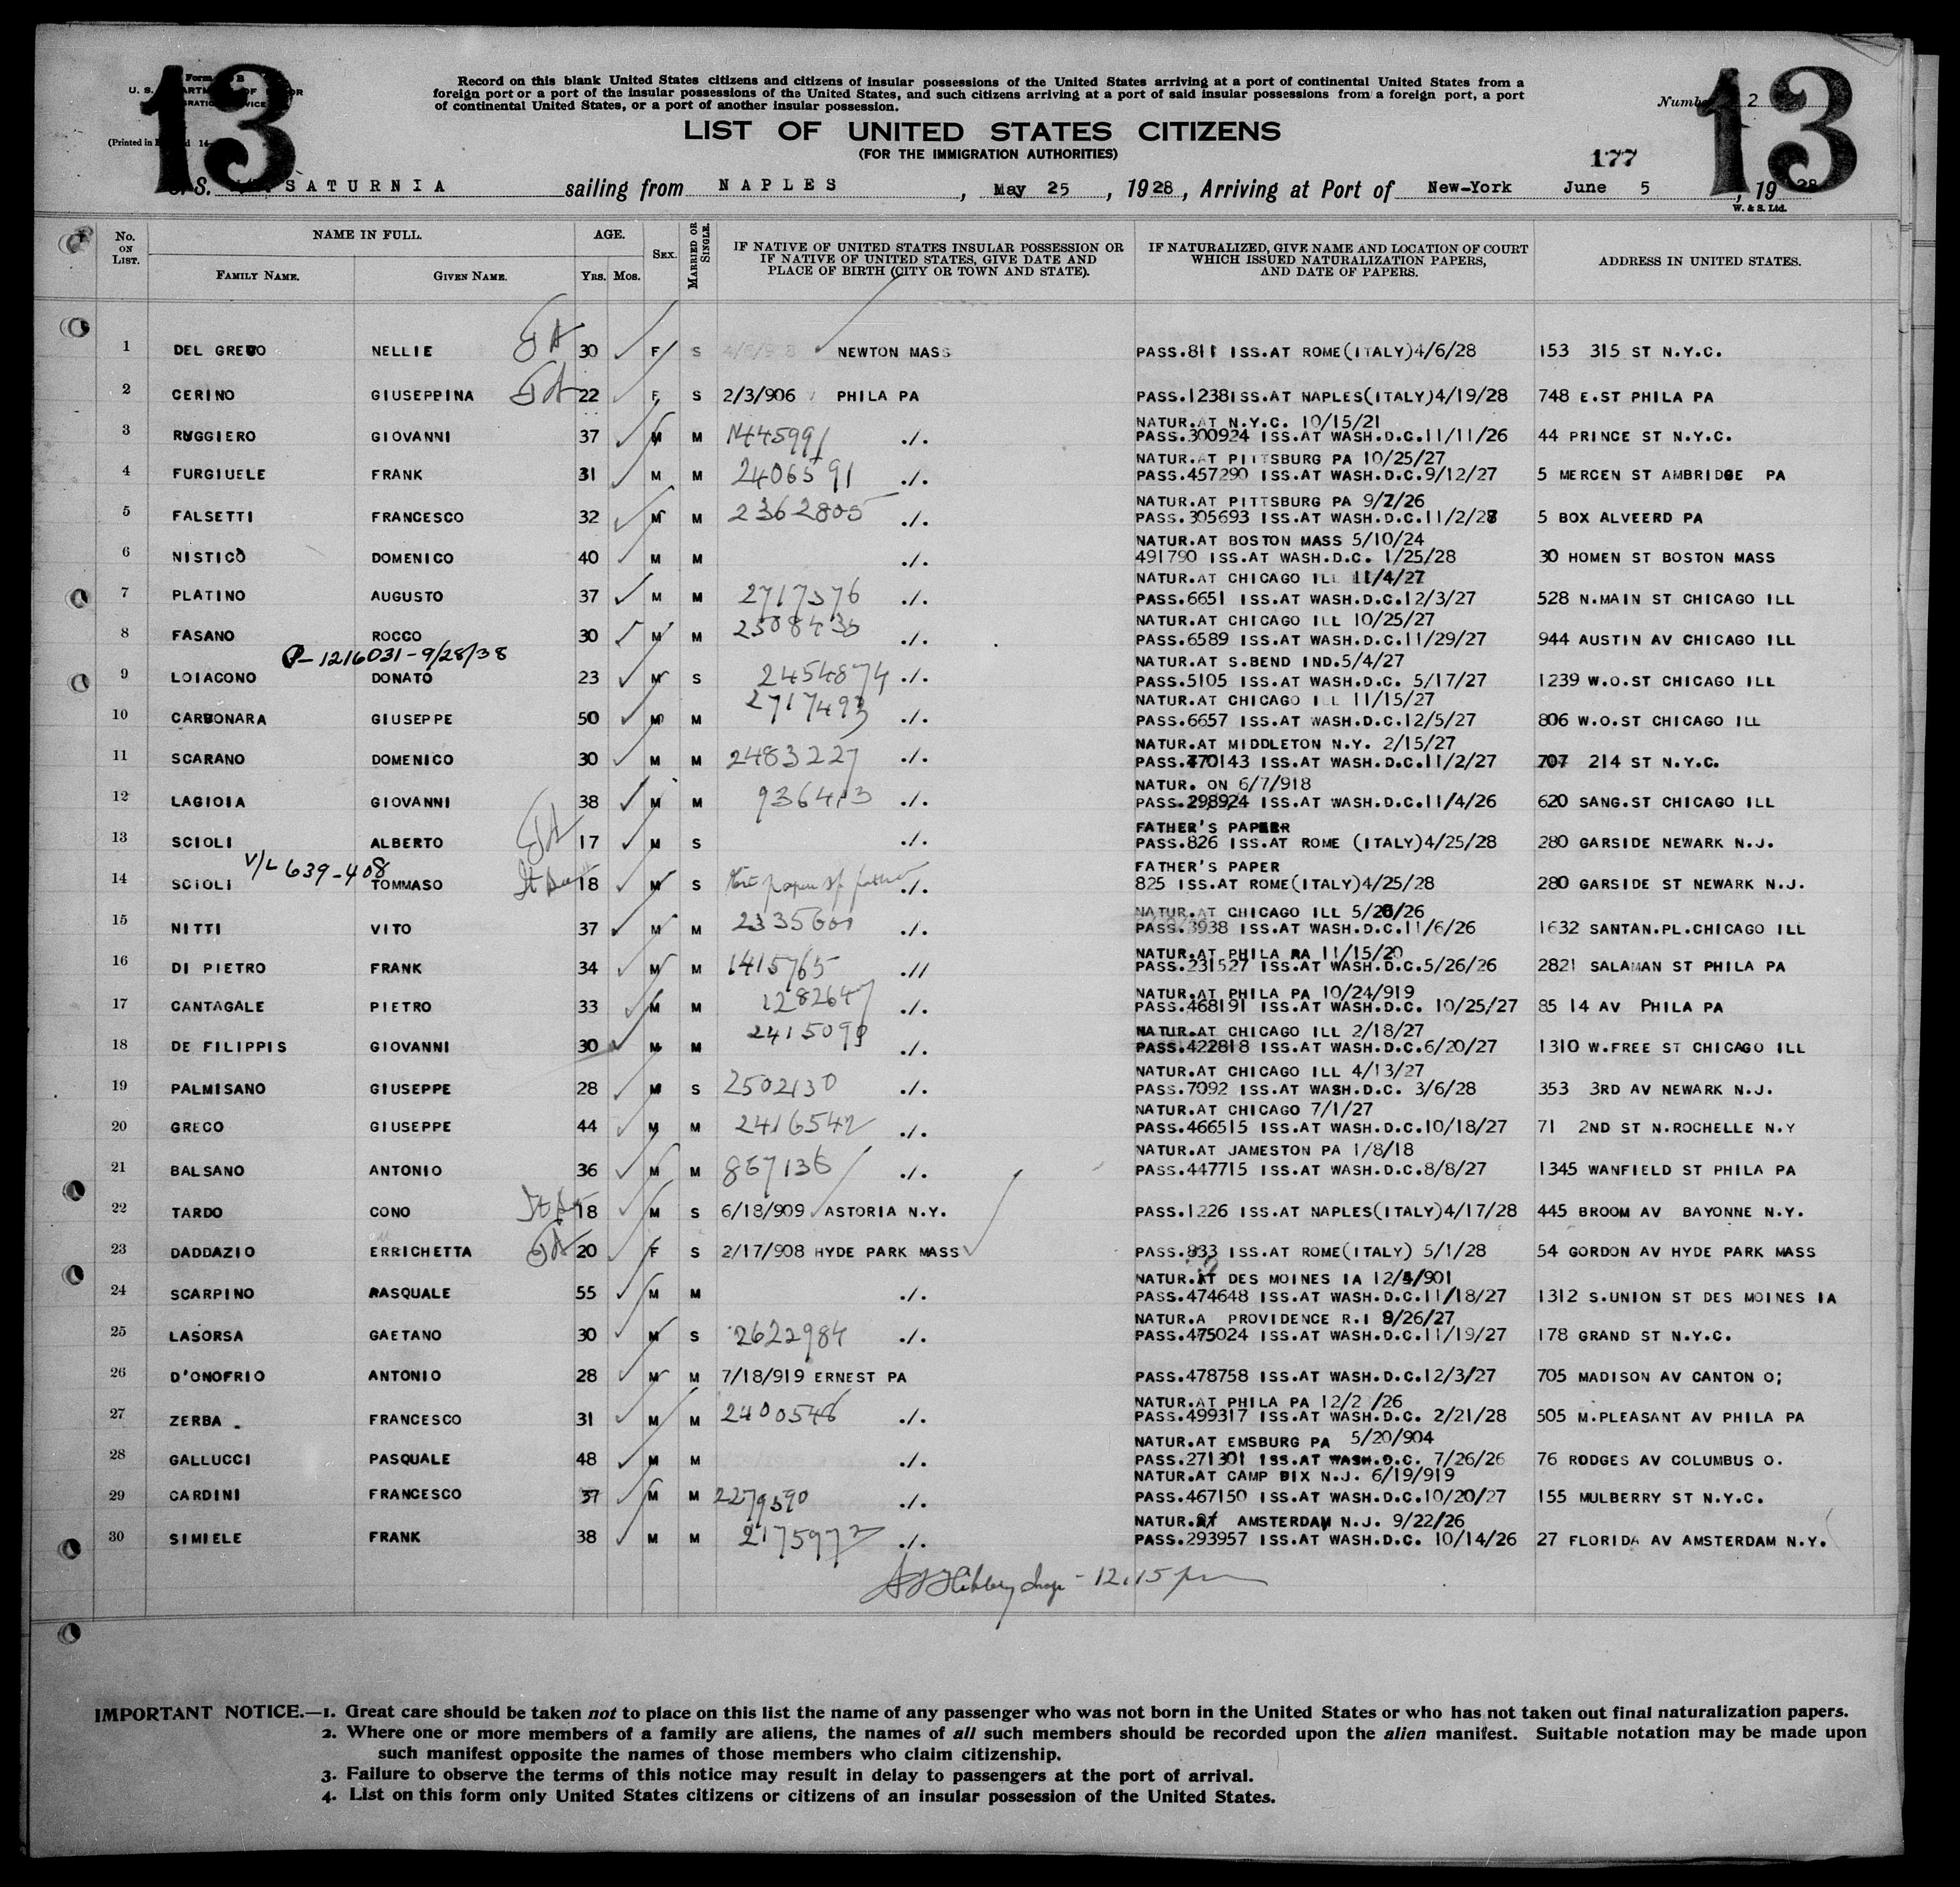 13
13
Form B
(Printed in
Record on this blank United States citizens and citizens of insular possessions of the United States arriving at a port of continental United States from a
foreign port or a port of the insular possessions of the United States, and such citizens arriving at a port of said insular possessions from a foreign port, a port
of continental United States, or a port of another insular possession.
2
LIST OF UNITED STATES CITIZENS
(FOR THE IMMIGRATION AUTHORITIES)
177
S. SATURNIA sailing from NAPLES, May 25, 1928, Arriving at Port of New-York June 5, 1928
W. & S. Ltd.
No. ON LIST. NAME IN FULL. AGE. SEX. MARRIED OR SINGLE. IF NATIVE OF UNITED STATES INSULAR POSSESSION OR IF NATIVE OF UNITED STATES, GIVE DATE AND PLACE OF BIRTH (CITY OR TOWN AND STATE). IF NATURALIZED, GIVE NAME AND LOCATION OF COURT WHICH ISSUED NATURALIZATION PAPERS, AND DATE OF PAPERS. ADDRESS IN UNITED STATES.
FAMILY NAME. GIVEN NAME. YRS. MOS.
1 DEL GRECO NELLIE 30 F S NEWTON MASS PASS.811 ISS.AT ROME(ITALY)4/6/28 153 315 ST N.Y.C.
2 CERINO GIUSEPPINA 22 F S 2/3/906 PHILA PA PASS.1238ISS.AT NAPLES(ITALY)4/19/28 748 E.ST PHILA PA
NATUR.AT N.Y.C. 10/15/21
3 RUGGIERO GIOVANNI 37 M M 1445991 ./. PASS.300924 ISS.AT WASH.D.C.11/11/26 44 PRINCE ST N.Y.C.
NATUR.AT PITTSBURG PA 10/25/27
4 FURGIUELE FRANK 31 M M 2406591 ./. PASS.457290 ISS.AT WASH.D.C.9/12/27 5 MERCEN ST AMBRIDGE PA
NATUR.AT PITTSBURG PA 9/7/26
5 FALSETTI FRANCESCO 32 M M 2362805 ./. PASS.305693 ISS.AT WASH.D.C.11/2/28 5 BOX ALVEERD PA
NATUR.AT BOSTON MASS 5/10/24
6 NISTICÒ DOMENICO 40 M M ./. 491790 ISS.AT WASH.D.C. 1/25/28 30 HOMEN ST BOSTON MASS
NATUR.AT CHICAGO ILL 11/4/27
7 PLATINO AUGUSTO 37 M M 2717376 ./. PASS.6651 ISS.AT WASH.D.C.12/3/27 528 N.MAIN ST CHICAGO ILL
NATUR.AT CHICAGO ILL 10/25/27
8 FASANO ROCCO 30 M M 2508435 ./. PASS.6589 ISS.AT WASH.D.C.11/29/27 944 AUSTIN AV CHICAGO ILL
P-1216031-9/28/38 NATUR.AT S.BEND IND.5/4/27
9 LOIACONO DONATO 23 M S 2454874 ./. PASS.5105 ISS.AT WASH.D.C. 5/17/27 1239 W.O.ST CHICAGO ILL
NATUR.AT CHICAGO ILL 11/15/27
10 CARBONARA GIUSEPPE 50 M M 2717493 ./. PASS.6657 ISS.AT WASH.D.C.12/5/27 806 W.O.ST CHICAGO ILL
NATUR.AT MIDDLETON N.Y. 2/15/27
11 SCARANO DOMENICO 30 M M 2483227 ./. PASS.470143 ISS.AT WASH.D.C.11/2/27 707 214 ST N.Y.C.
NATUR. ON 6/7/918
12 LAGIOIA GIOVANNI 38 M M 936413 ./. PASS.298924 ISS.AT WASH.D.C.11/4/26 620 SANG.ST CHICAGO ILL
FATHER'S PAPEER
13 SCIOLI ALBERTO 17 M S ./. PASS.826 ISS.AT ROME (ITALY)4/25/28 280 GARSIDE NEWARK N.J.
V/L 639-408 FATHER'S PAPER
14 SCIOLI TOMMASO 18 M S paper of father ./. 825 ISS.AT ROME(ITALY)4/25/28 280 GARSIDE ST NEWARK N.J.
NATUR.AT CHICAGO ILL 5/26/26
15 NITTI VITO 37 M M 2335601 ./. PASS.3938 ISS.AT WASH.D.C.11/6/26 1632 SANTAN.PL.CHICAGO ILL
NATUR.AT PHILA PA 11/15/20
16 DI PIETRO FRANK 34 M M 1415765 .// PASS.231527 ISS.AT WASH.D.C.5/26/26 2821 SALAMAN ST PHILA PA
NATUR.AT PHILA PA 10/24/919
17 CANTAGALE PIETRO 33 M M 128264 ./. PASS.468191 ISS.AT WASH.D.C. 10/25/27 85 14 AV PHILA PA
NATUR.AT CHICAGO ILL 2/18/27
18 DE FILIPPIS GIOVANNI 30 M M 2415099 ./. PASS.422818 ISS.AT WASH.D.C.6/20/27 1310 W.FREE ST CHICAGO ILL
NATUR.AT CHICAGO ILL 4/13/27
19 PALMISANO GIUSEPPE 28 M S 2502130 ./. PASS.7092 ISS.AT WASH.D.C. 3/6/28 353 3RD AV NEWARK N.J.
NATUR.AT CHICAGO 7/1/27
20 GRECO GIUSEPPE 44 M M 2416542 ./. PASS.466515 ISS.AT WASH.D.C.10/18/27 71 2ND ST N.ROCHELLE N.Y
NATUR.AT JAMESTON PA 1/8/18
21 BALSANO ANTONIO 36 M M 867136 ./. PASS.447715 ISS.AT WASH.D.C.8/8/27 1345 WANFIELD ST PHILA PA
22 TARDO CONO 18 M S 6/18/909 ASTORIA N.Y. PASS.1226 ISS.AT NAPLES(ITALY)4/17/28 445 BROOM AV BAYONNE N.Y.
23 DADDAZIO ERRICHETTA 20 F S 2/17/908 HYDE PARK MASS PASS.833 ISS.AT ROME(ITALY) 5/1/28 54 GORDON AV HYDE PARK MASS
NATUR.AT DES MOINES IA 12/4/901
24 SCARPINO PASQUALE 55 M M ./. PASS.474648 ISS.AT WASH.D.C.11/18/27 1312 S.UNION ST DES MOINES IA
NATUR.A PROVIDENCE R.I 9/26/27
25 LASORSA GAETANO 30 M S 2622984 ./. PASS.475024 ISS.AT WASH.D.C.11/19/27 178 GRAND ST N.Y.C.
26 D'ONOFRIO ANTONIO 28 M M 7/18/919 ERNEST PA PASS.478758 ISS.AT WASH.D.C.12/3/27 705 MADISON AV CANTON O;
NATUR.AT PHILA PA 12/2 /26
27 ZERBA . FRANCESCO 31 M M 2400548 ./. PASS.499317 ISS.AT WASH.D.C. 2/21/28 505 M.PLEASANT AV PHILA PA
NATUR.AT EMSBURG PA 5/20/904
28 GALLUCCI PASQUALE 48 M M ./. PASS.271301 ISS.AT WASH.D.C. 7/26/26 76 RODGES AV COLUMBUS O.
NATUR.AT CAMP DIX N.J. 6/19/919
29 CARDINI FRANCESCO 37 M M 2279390 ./. PASS.467150 ISS.AT WASH.D.C.10/20/27 155 MULBERRY ST N.Y.C.
NATUR.AT AMSTERDAM N.J. 9/22/26
30 SIMIELE FRANK 38 M M 2175972 ./. PASS.293957 ISS.AT WASH.D.C. 10/14/26 27 FLORIDA AV AMSTERDAM N.Y.
12.15 pm
IMPORTANT NOTICE.—1. Great care should be taken not to place on this list the name of any passenger who was not born in the United States or who has not taken out final naturalization papers.
2. Where one or more members of a family are aliens, the names of all such members should be recorded upon the alien manifest. Suitable notation may be made upon
such manifest opposite the names of those members who claim citizenship.
3. Failure to observe the terms of this notice may result in delay to passengers at the port of arrival.
4. List on this form only United States citizens or citizens of an insular possession of the United States.